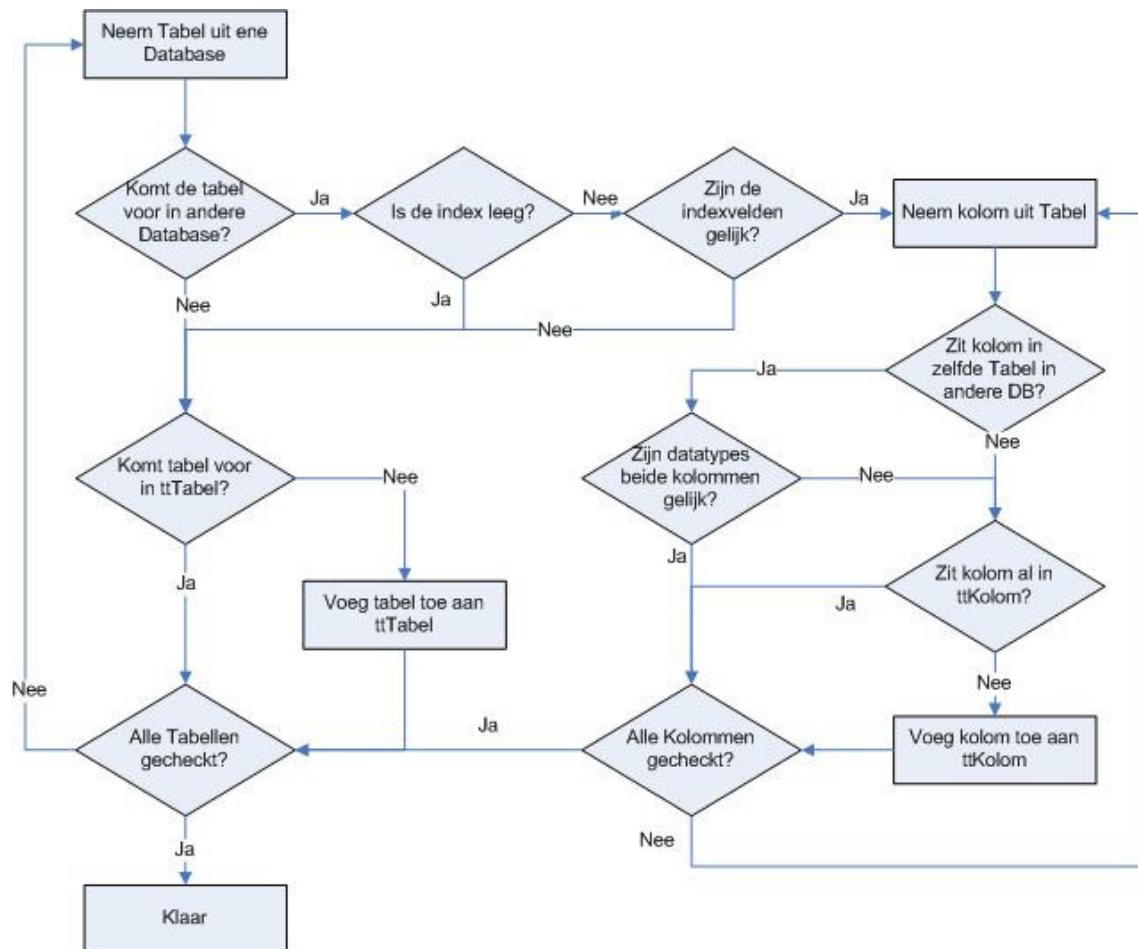 Neem Tabel uit ene
Database
Komt de tabel
voor in andere
Database?
Ja
Is de index leeg?
Nee
Zijn de
indexvelden
gelijk?
Ja
Neem kolom uit Tabel
Nee
Ja
Nee
Zit kolom in
zelfde Tabel in
andere DB?
Ja
Nee
Komt tabel voor
in ttTabel?
Nee
Zijn datatypes
beide kolommen
gelijk?
Nee
Ja
Ja
Zit kolom al in
ttKolom?
Ja
Voeg tabel toe aan
ttTabel
Nee
Nee
Alle Tabellen
gecheckt?
Ja
Alle Kolommen
gecheckt?
Voeg kolom toe aan
ttKolom
Ja
Nee
Klaar